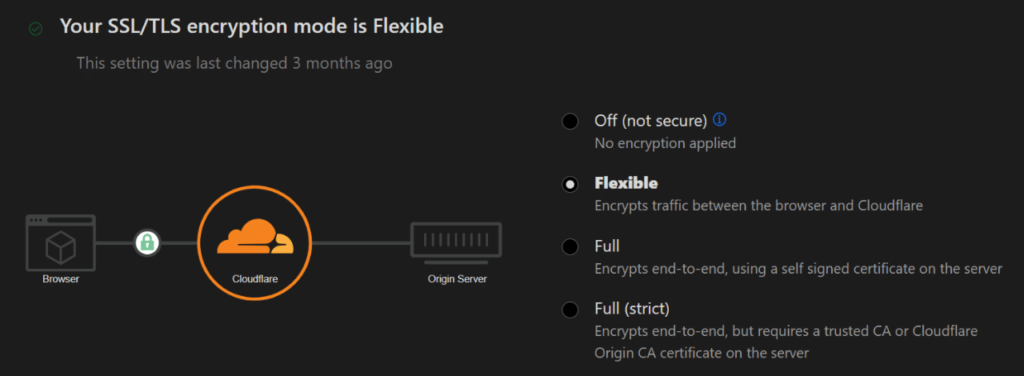 Your SSL/TLS encryption mode is Flexible
This setting was last changed 3 months ago
Off (not secure)
No encryption applied
Flexible
Encrypts traffic between the browser and Cloudflare
Full
Encrypts end-to-end, using a self signed certificate on the server
Full (strict)
Encrypts end-to-end, but requires a trusted CA or Cloudflare
Origin CA certificate on the server
Browser
Cloudflare
Origin Server